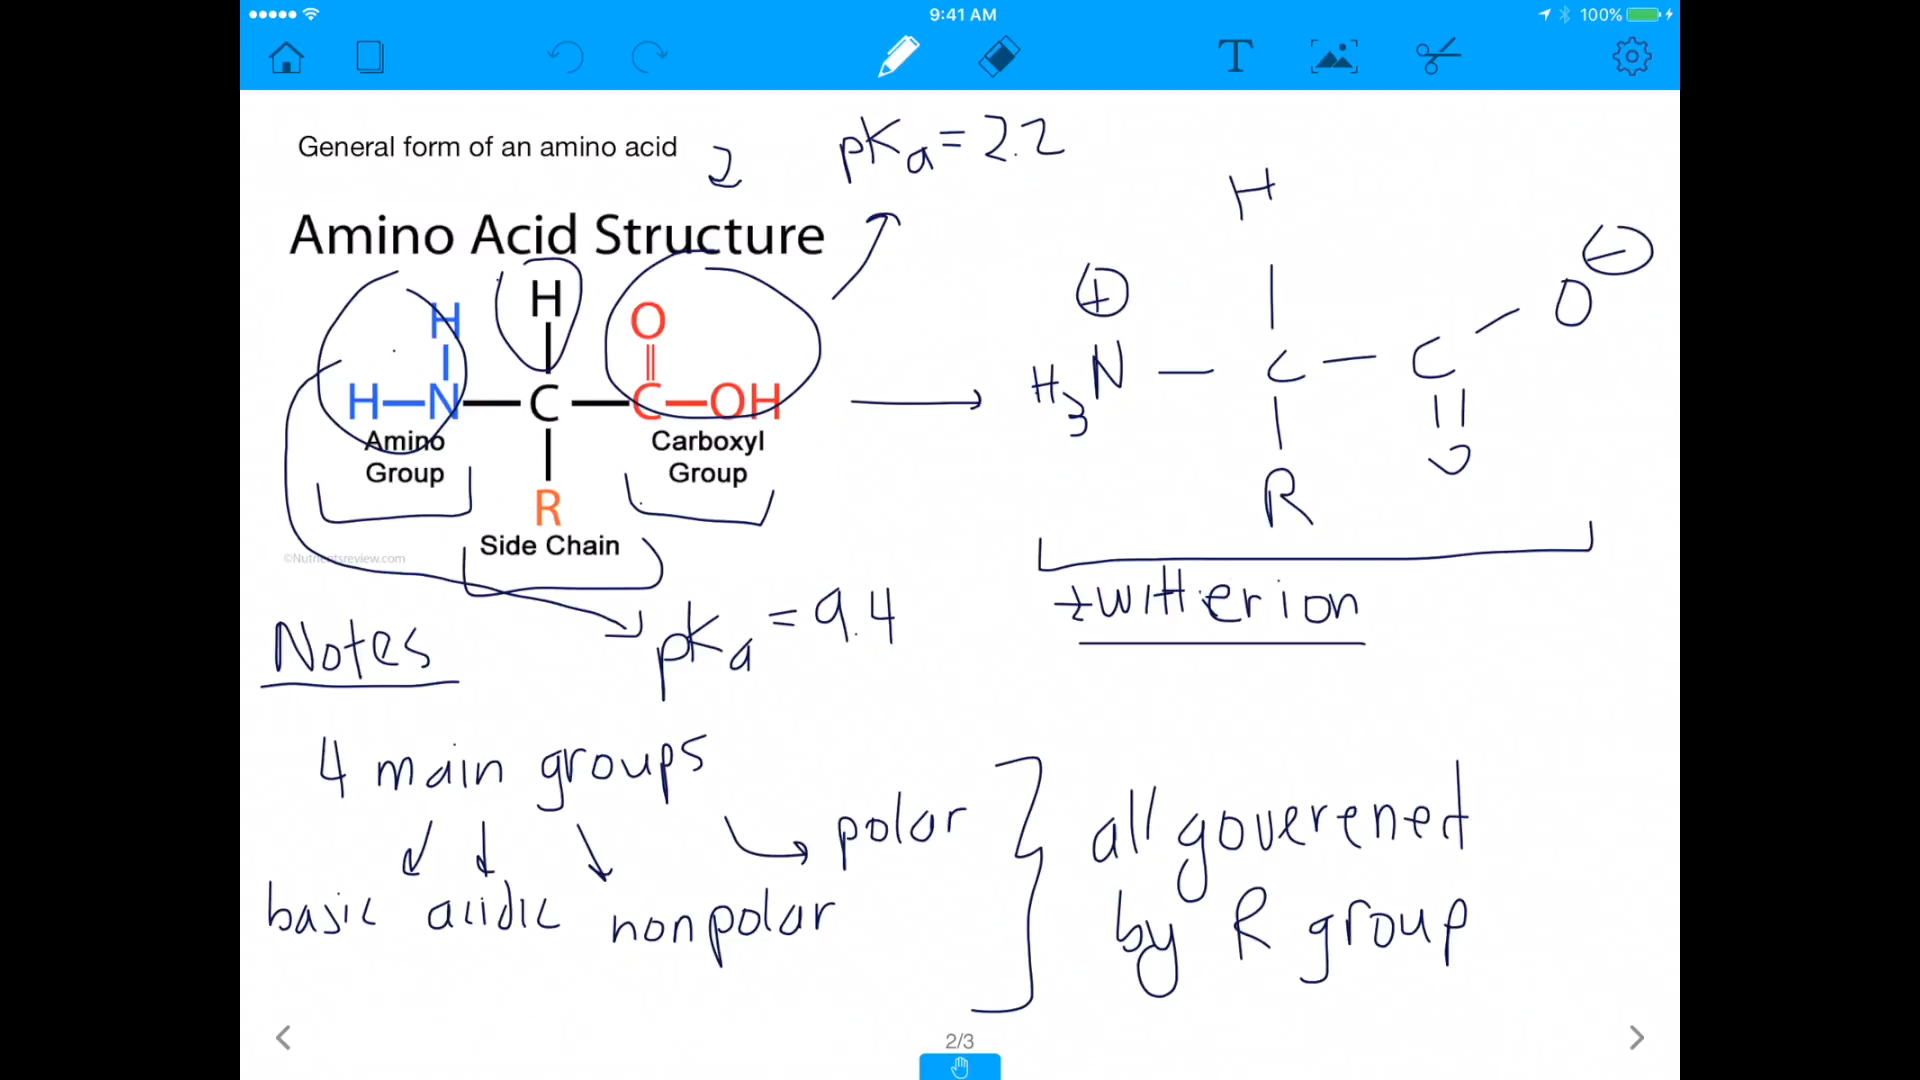 9:41 AM
100%
T
General form of an amino acid
2
pKa = 2.2
Amino Acid Structure
H
H
O
H—N—C—C—OH
Amino Group
Carboxyl Group
R
Side Chain
©Nutrientsreview.com
H
+
−
H3N — C — C
O
O
R
zwitterion
pKa = 9.4
Notes
4 main groups
basic acidic nonpolar
polar
all goverened
by R group
2/3